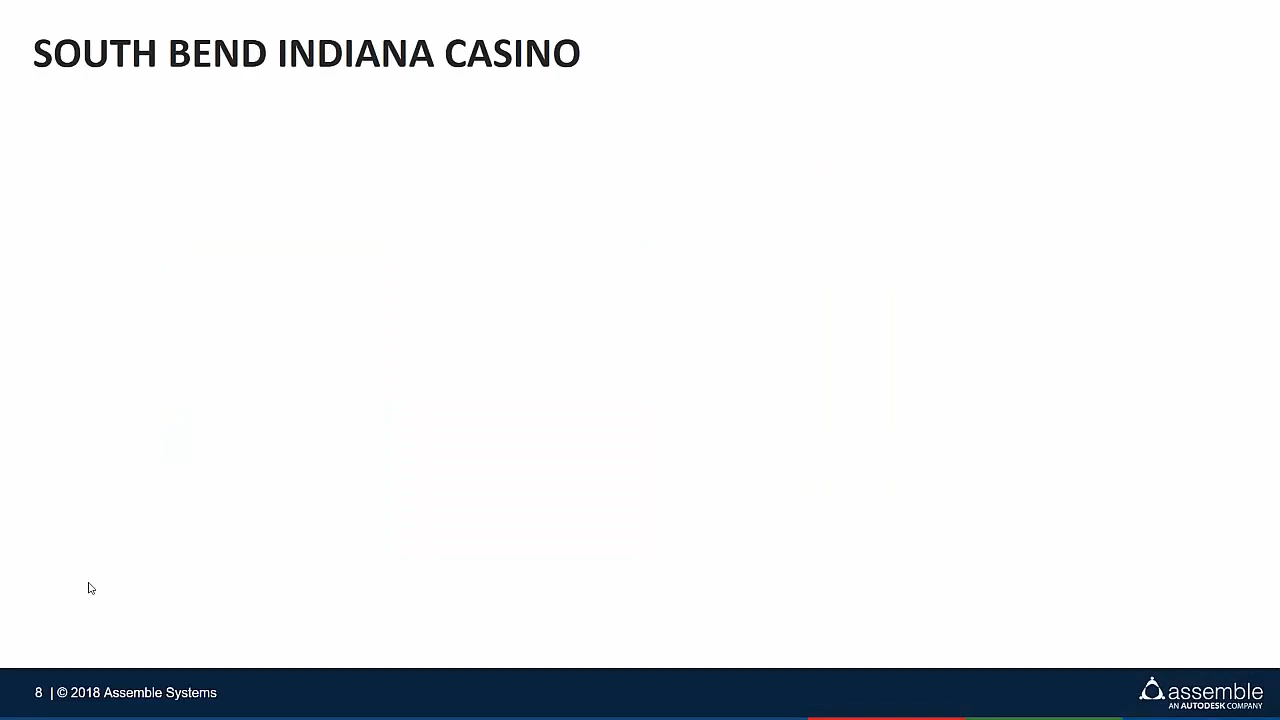 SOUTH BEND INDIANA CASINO
8 | © 2018 Assemble Systems
assemble
AN AUTODESK COMPANY